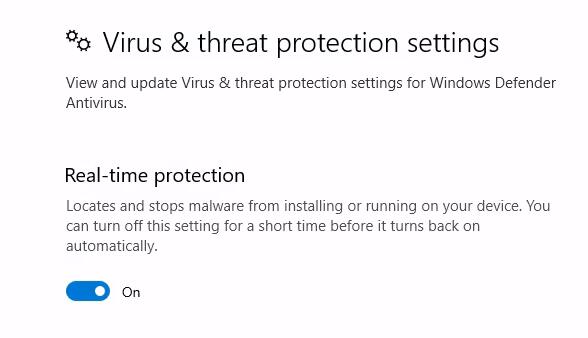 Virus & threat protection settings
View and update Virus & threat protection settings for Windows Defender
Antivirus.
Real-time protection
Locates and stops malware from installing or running on your device. You
can turn off this setting for a short time before it turns back on
automatically.
On